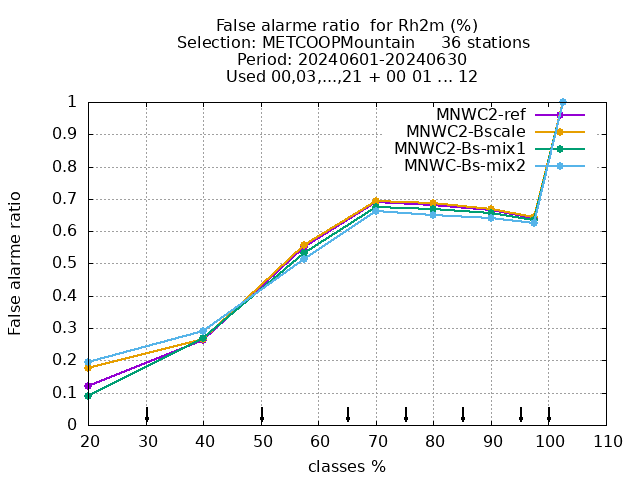 False alarme ratio  for Rh2m (%)
Selection: METCOOPMountain     36 stations
Period: 20240601-20240630
Used 00,03,...,21 + 00 01 ... 12
1
0.9
0.8
0.7
0.6
0.5
0.4
0.3
0.2
0.1
0
False alarme ratio
MNWC2-ref
MNWC2-Bscale
MNWC2-Bs-mix1
MNWC-Bs-mix2
20 30 40 50 60 70 80 90 100 110
classes %